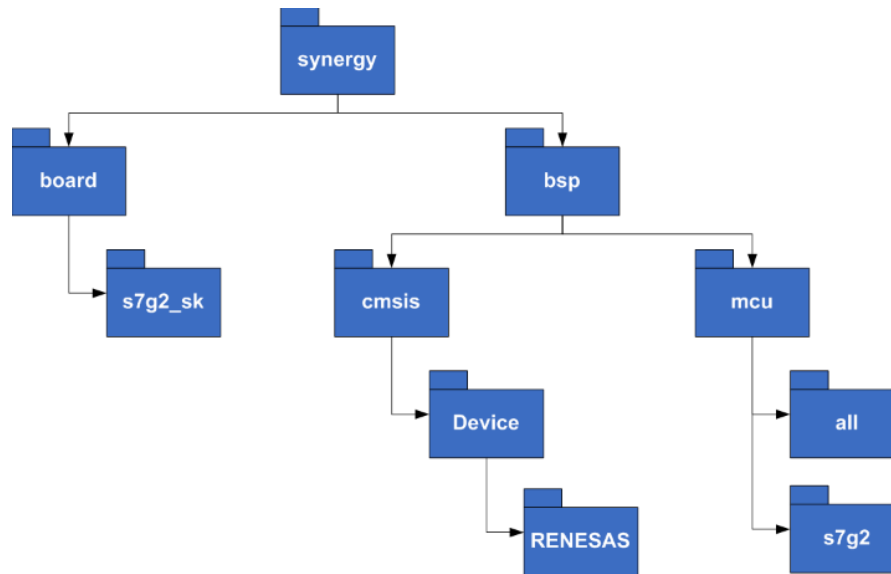 synergy
board
bsp
s7g2_sk
cmsis
mcu
Device
all
RENESAS
s7g2